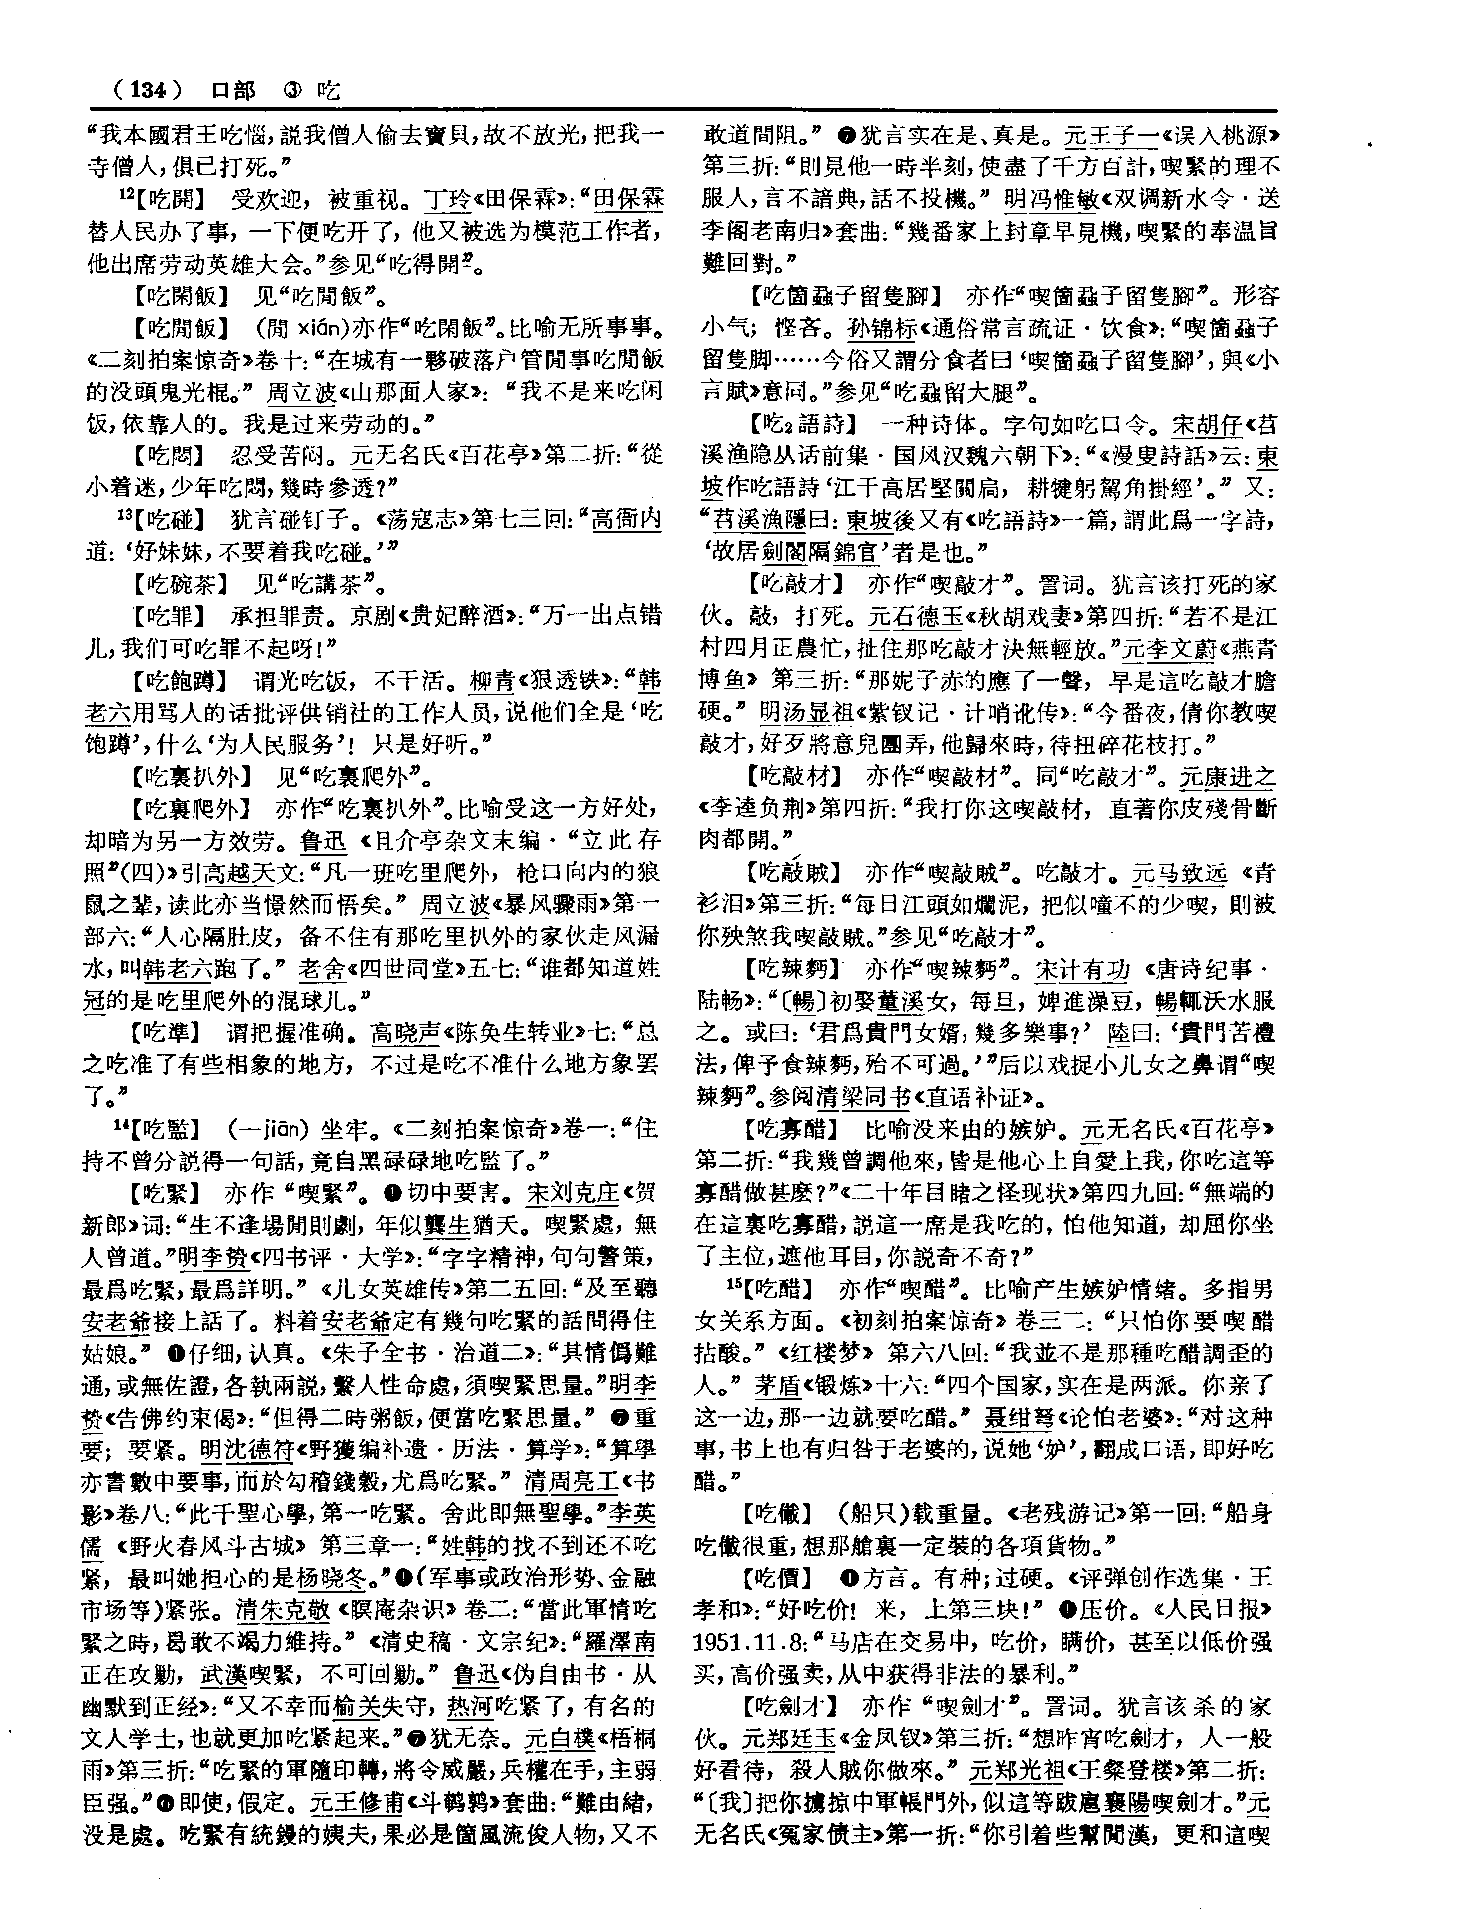 (134) 口部 ③ 吃
“我本國君王吃惱,説我僧人偷去寶貝,故不放光,把我一
寺僧人,俱已打死。”
12【吃開】 受欢迎，被重视。丁玲《田保霖》:“田保霖
替人民办了事，一下便吃开了，他又被选为模范工作者，
他出席劳动英雄大会。”参见“吃得開2”。
【吃閑飯】 见“吃閒飯”。
【吃閒飯】 (閒 xián)亦作“吃閑飯”。比喻无所事事。
《二刻拍案惊奇》卷十:“在城有一夥破落户管閒事吃閒飯
的没頭鬼光棍。” 周立波《山那面人家》:“我不是来吃闲
饭,依靠人的。我是过来劳动的。”
【吃悶】 忍受苦闷。元无名氏《百花亭》第二折:“從
小着迷,少年吃悶,幾時參透?”
13【吃碰】 犹言碰钉子。《荡寇志》第七三回:“高衙内
道:‘好妹妹,不要着我吃碰。’”
【吃碗茶】 见“吃講茶”。
【吃罪】 承担罪责。京剧《贵妃醉酒》:“万一出点错
儿,我们可吃罪不起呀!”
【吃飽蹲】 谓光吃饭，不干活。柳青《狠透铁》:“韩
老六用骂人的话批评供销社的工作人员,说他们全是‘吃
饱蹲’,什么‘为人民服务’! 只是好听。”
【吃裏扒外】 见“吃裏爬外”。
【吃裏爬外】 亦作“吃裏扒外”。比喻受这一方好处，
却暗为另一方效劳。鲁迅《且介亭杂文末编·“立此存
照”(四)》引高越天文:“凡一班吃里爬外，枪口向内的狼
鼠之辈,读此亦当憬然而悟矣。” 周立波《暴风骤雨》第一
部六:“人心隔肚皮，备不住有那吃里扒外的家伙走风漏
水,叫韩老六跑了。” 老舍《四世同堂》五七:“谁都知道姓
冠的是吃里爬外的混球儿。”
【吃準】 谓把握准确。高晓声《陈奂生转业》七:“总
之吃准了有些相象的地方，不过是吃不准什么地方象罢
了。”
14【吃監】 (—jiān) 坐牢。《二刻拍案惊奇》卷一:“住
持不曾分説得一句話,竟自黑碌碌地吃監了。”
【吃緊】 亦作“喫緊”。❶切中要害。宋刘克庄《贺
新郎》词:“生不逢場閒則劇，年似龔生猶夭。喫緊處，無
人曾道。”明李贽《四书评·大学》:“字字精神,句句警策,
最爲吃緊,最爲詳明。”《儿女英雄传》第二五回:“及至聽
安老爺接上話了。料着安老爺定有幾句吃緊的話問得住
姑娘。” ❶仔细,认真。《朱子全书·治道二》:“其情僞難
通,或無佐證,各執兩説,繫人性命處,須喫緊思量。”明李
贽《告佛约束偈》:“但得二時粥飯,便當吃緊思量。” ❼重
要；要紧。明沈德符《野獲编补遗·历法·算学》:“算學
亦書數中要事,而於勾稽錢穀,尤爲吃緊。” 清周亮工《书
影》卷八:“此千聖心學,第一吃緊。舍此即無聖學。”李英
儒《野火春风斗古城》第三章一:“姓韩的找不到还不吃
紧，最叫她担心的是杨晓冬。”❶(军事或政治形势、金融
市场等)紧张。清朱克敬《瞑庵杂识》卷二:“當此軍情吃
緊之時,曷敢不竭力維持。”《清史稿·文宗纪》:“羅澤南
正在攻勦，武漢喫緊，不可回勦。” 鲁迅《伪自由书·从
幽默到正经》:“又不幸而榆关失守，热河吃紧了，有名的
文人学士,也就更加吃紧起来。”❼犹无奈。元白樸《梧桐
雨》第三折:“吃緊的軍隨印轉,將令威嚴,兵權在手,主弱
臣强。”❻即使,假定。元王修甫《斗鹌鹑》套曲:“難由緒,
没是處。吃緊有統鏝的姨夫,果必是箇風流俊人物,又不
敢道間阻。” ❼犹言实在是、真是。元王子一《误入桃源》
第三折:“則見他一時半刻,使盡了千方百計,喫緊的理不
服人,言不諳典,話不投機。” 明冯惟敏《双调新水令·送
李阁老南归》套曲:“幾番家上封章早見機,喫緊的奉温旨
難回對。”
【吃箇蝨子留隻腳】 亦作“喫箇蝨子留隻腳”。形容
小气；悭吝。孙锦标《通俗常言疏证·饮食》:“喫箇蝨子
留隻脚……今俗又謂分食者曰‘喫箇蝨子留隻腳’,與《小
言賦》意同。”参见“吃蝨留大腿”。
【吃2語詩】 一种诗体。字句如吃口令。宋胡仔《苕
溪渔隐丛话前集·国风汉魏六朝下》:“《漫叟詩話》云:東
坡作吃語詩‘江干高居堅關扃，耕犍躬駕角掛經’。” 又:
“苕溪漁隱曰:東坡後又有《吃語詩》一篇,謂此爲一字詩,
‘故居劍閣隔錦官’者是也。”
【吃敲才】 亦作“喫敲才”。詈词。犹言该打死的家
伙。敲，打死。元石德玉《秋胡戏妻》第四折:“若不是江
村四月正農忙,扯住那吃敲才決無輕放。”元李文蔚《燕青
博鱼》第三折:“那妮子赤的應了一聲，早是這吃敲才膽
硬。” 明汤显祖《紫钗记·计哨讹传》:“今番夜,倩你教喫
敲才,好歹將意兒團弄,他歸來時,待扭碎花枝打。”
【吃敲材】 亦作“喫敲材”。同“吃敲才”。元康进之
《李逵负荆》第四折:“我打你这喫敲材，直著你皮殘骨斷
肉都開。”
【吃敲賊】 亦作“喫敲賊”。吃敲才。元马致远《青
衫泪》第三折:“每日江頭如爛泥，把似噇不的少喫，則被
你殃煞我喫敲賊。”参见“吃敲才”。
【吃辣麪】 亦作“喫辣麪”。宋计有功《唐诗纪事·
陆畅》:“〔暢〕初娶董溪女，每旦，婢進澡豆，暢輒沃水服
之。或曰:‘君爲貴門女婿,幾多樂事?’ 陸曰:‘貴門苦禮
法,俾予食辣麪,殆不可過。’”后以戏捉小儿女之鼻谓“喫
辣麪”。参阅清梁同书《直语补证》。
【吃寡醋】 比喻没来由的嫉妒。元无名氏《百花亭》
第二折:“我幾曾調他來,皆是他心上自愛上我,你吃這等
寡醋做甚麽?”《二十年目睹之怪现状》第四九回:“無端的
在這裏吃寡醋,説這一席是我吃的，怕他知道，却屈你坐
了主位,遮他耳目,你説奇不奇?”
15【吃醋】 亦作“喫醋”。比喻产生嫉妒情绪。多指男
女关系方面。《初刻拍案惊奇》卷三二:“只怕你要喫醋
拈酸。”《红楼梦》第六八回:“我並不是那種吃醋調歪的
人。” 茅盾《锻炼》十六:“四个国家,实在是两派。你亲了
这一边,那一边就要吃醋。” 聂绀弩《论怕老婆》:“对这种
事,书上也有归咎于老婆的,说她‘妒’,翻成口语,即好吃
醋。”
【吃儎】 (船只)载重量。《老残游记》第一回:“船身
吃儎很重,想那艙裏一定裝的各項貨物。”
【吃價】 ❶方言。有种；过硬。《评弹创作选集·王
孝和》:“好吃价! 来，上第三块!” ❶压价。《人民日报》
1951.11.8:“马店在交易中，吃价，瞒价，甚至以低价强
买,高价强卖,从中获得非法的暴利。”
【吃劍才】 亦作“喫劍才”。詈词。犹言该杀的家
伙。元郑廷玉《金凤钗》第三折:“想昨宵吃劍才，人一般
好看待，殺人賊你做來。” 元郑光祖《王粲登楼》第二折:
“〔我〕把你擄掠中軍帳門外,似這等跋扈襄陽喫劍才。”元
无名氏《冤家债主》第一折:“你引着些幫閒漢，更和這喫